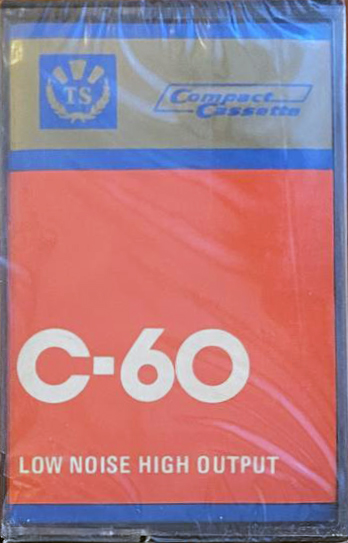 TS
Compact
Cassette
C-60
LOW NOISE HIGH OUTPUT